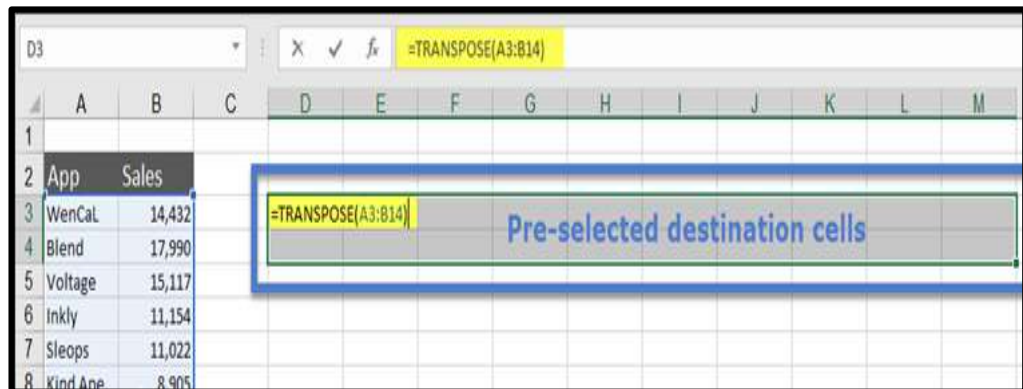 D3 fx =TRANSPOSE(A3:B14)
A B C D E F G H I J K L M
1
2 App Sales
3 WenCaL 14,432 =TRANSPOSE(A3:B14) Pre-selected destination cells
4 Blend 17,990
5 Voltage 15,117
6 Inkly 11,154
7 Sleops 11,022
8 Kind Ape 8,905